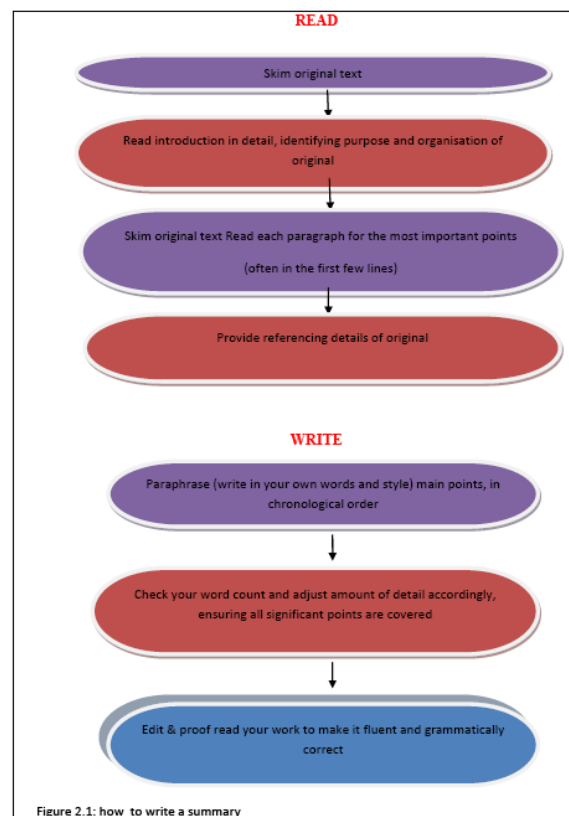 READ
Skim original text
Read introduction in detail, identifying purpose and organisation of
original
Skim original text Read each paragraph for the most important points
(often in the first few lines)
Provide referencing details of original
WRITE
Paraphrase (write in your own words and style) main points, in
chronological order
Check your word count and adjust amount of detail accordingly,
ensuring all significant points are covered
Edit & proof read your work to make it fluent and grammatically
correct
Figure 2.1: how to write a summary